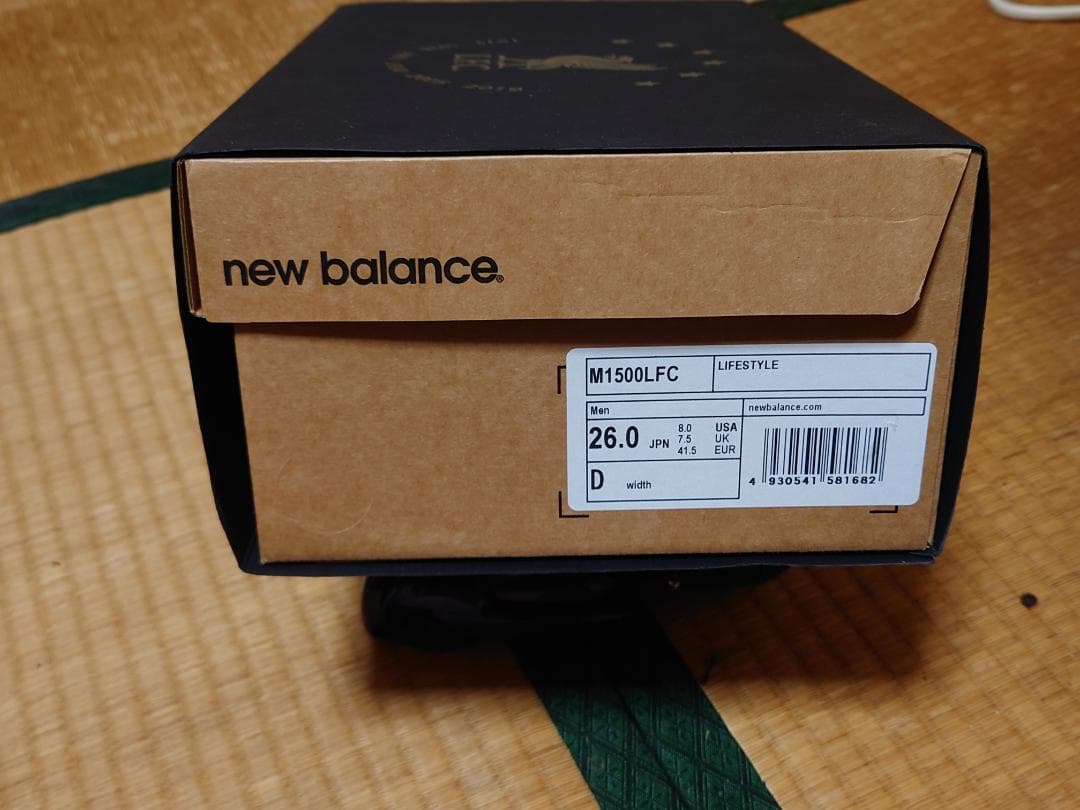 new balance®
M1500LFC
LIFESTYLE
Men
newbalance.com
26.0 JPN
8.0 USA
7.5 UK
41.5 EUR
D width
4 930541 581682